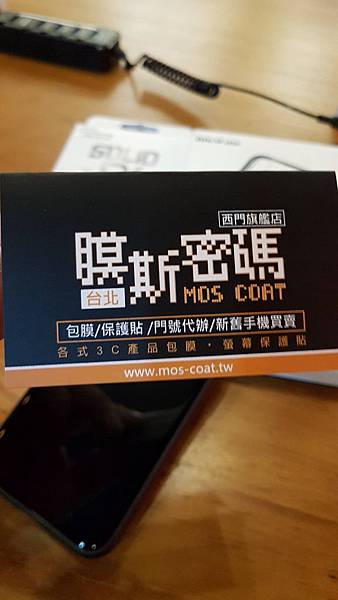 西門旗艦店
膜斯密碼
台北 MOS COAT
包膜/保護貼/門號代辦/新舊手機買賣
各式3C產品包膜・螢幕保護貼
www.mos-coat.tw